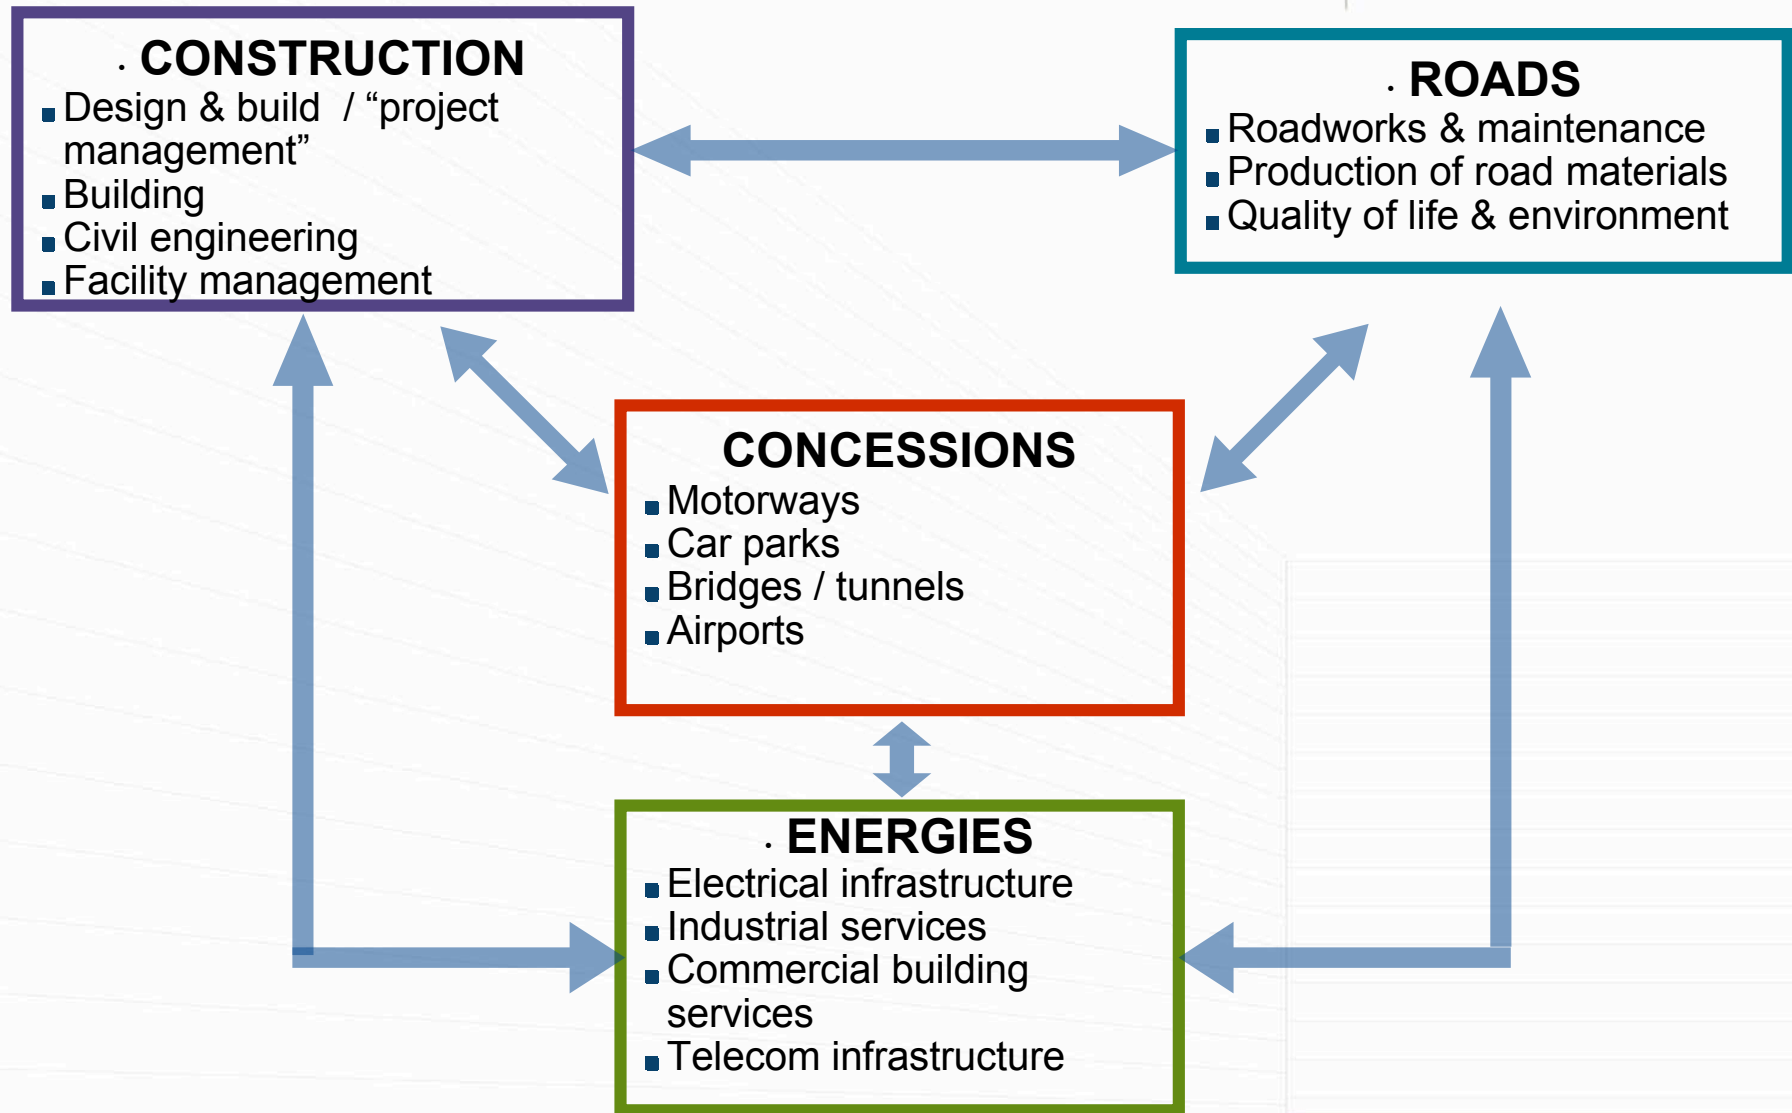 · CONSTRUCTION
▪ Design & build / “project
management”
▪ Building
▪ Civil engineering
▪ Facility management
· ROADS
▪ Roadworks & maintenance
▪ Production of road materials
▪ Quality of life & environment
CONCESSIONS
▪ Motorways
▪ Car parks
▪ Bridges / tunnels
▪ Airports
· ENERGIES
▪ Electrical infrastructure
▪ Industrial services
▪ Commercial building
services
▪ Telecom infrastructure